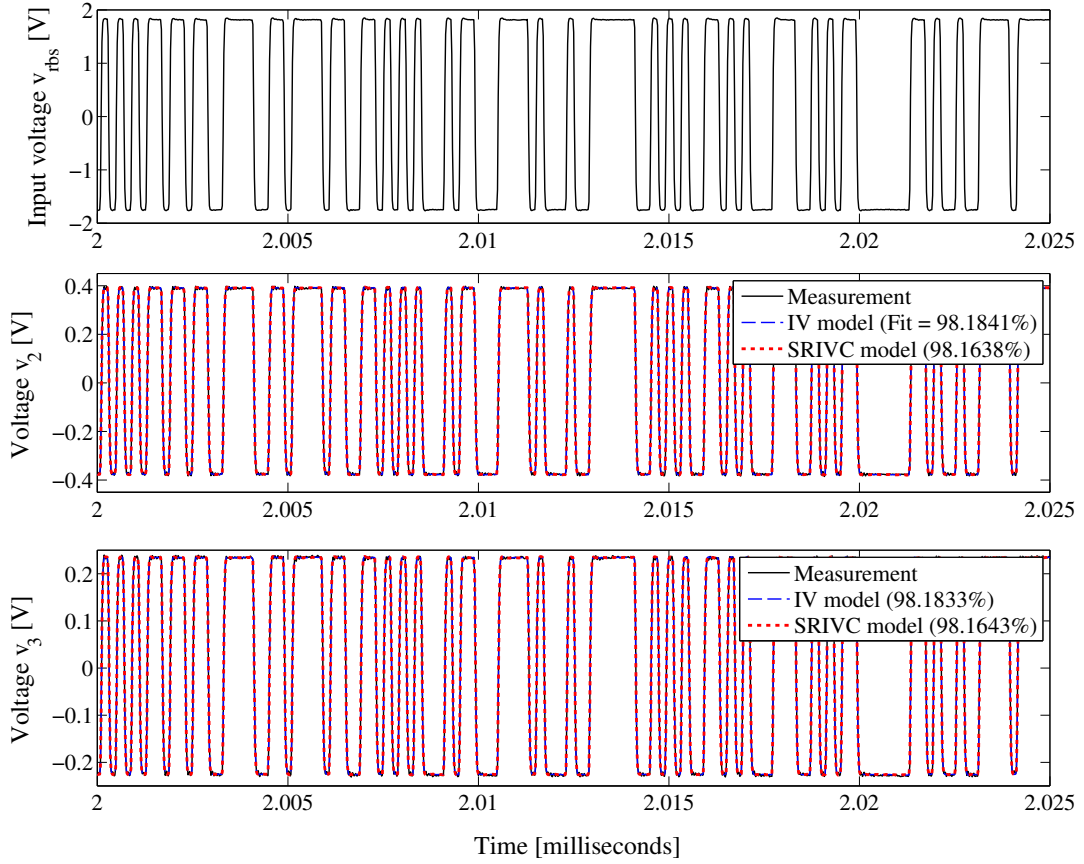 Input voltage v_rbs [V]
2
1
0
−1
−2
2 2.005 2.01 2.015 2.02 2.025
Voltage v_2 [V]
0.4
0.2
0
−0.2
−0.4
Measurement
IV model (Fit = 98.1841%)
SRIVC model (98.1638%)
2 2.005 2.01 2.015 2.02 2.025
Voltage v_3 [V]
0.2
0.1
0
−0.1
−0.2
Measurement
IV model (98.1833%)
SRIVC model (98.1643%)
2 2.005 2.01 2.015 2.02 2.025
Time [milliseconds]